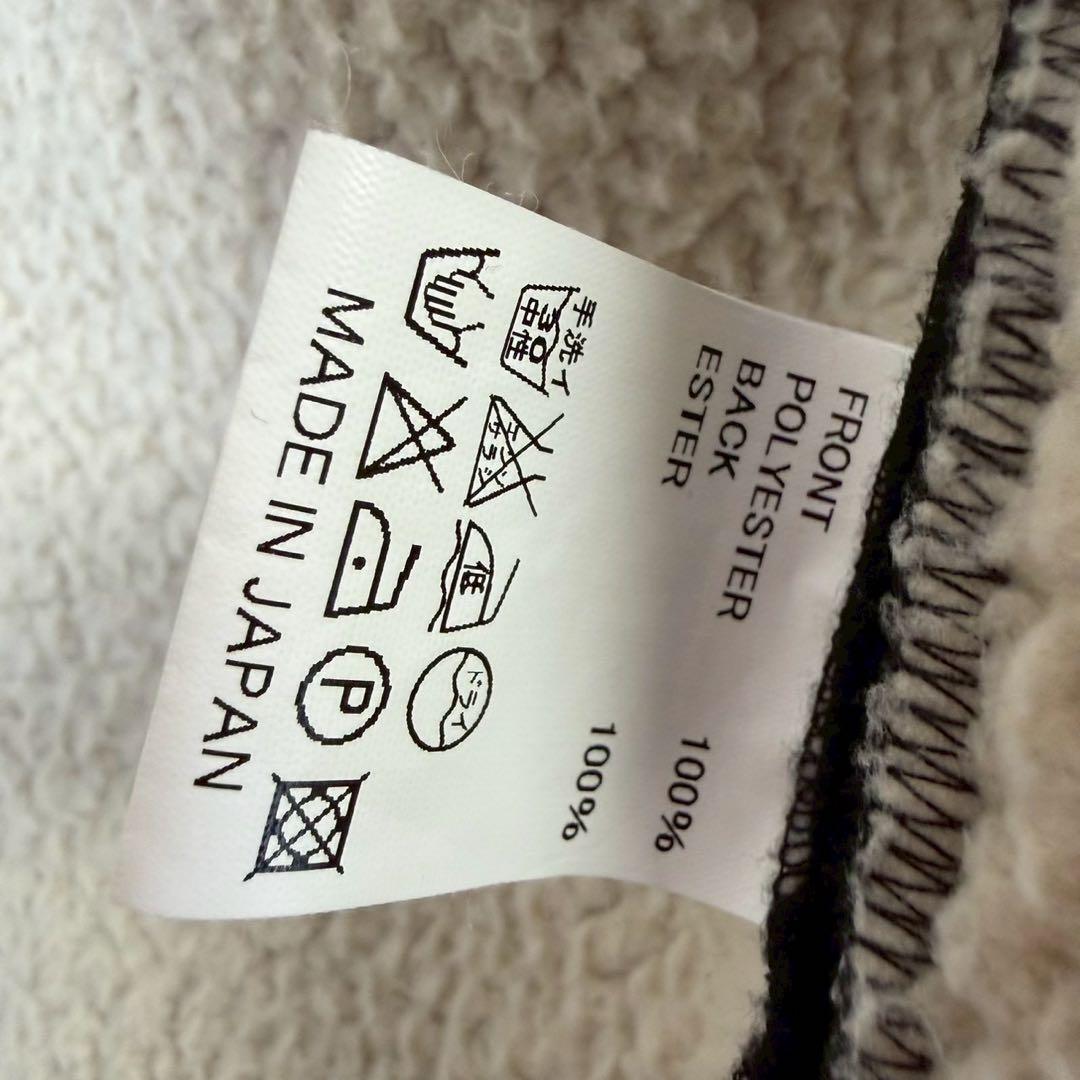 FRONT
POLYESTER 100%
BACK
ESTER 100%
手洗イ
30
中性
エンソ
サラシ
低
ドライ
P
MADE IN JAPAN